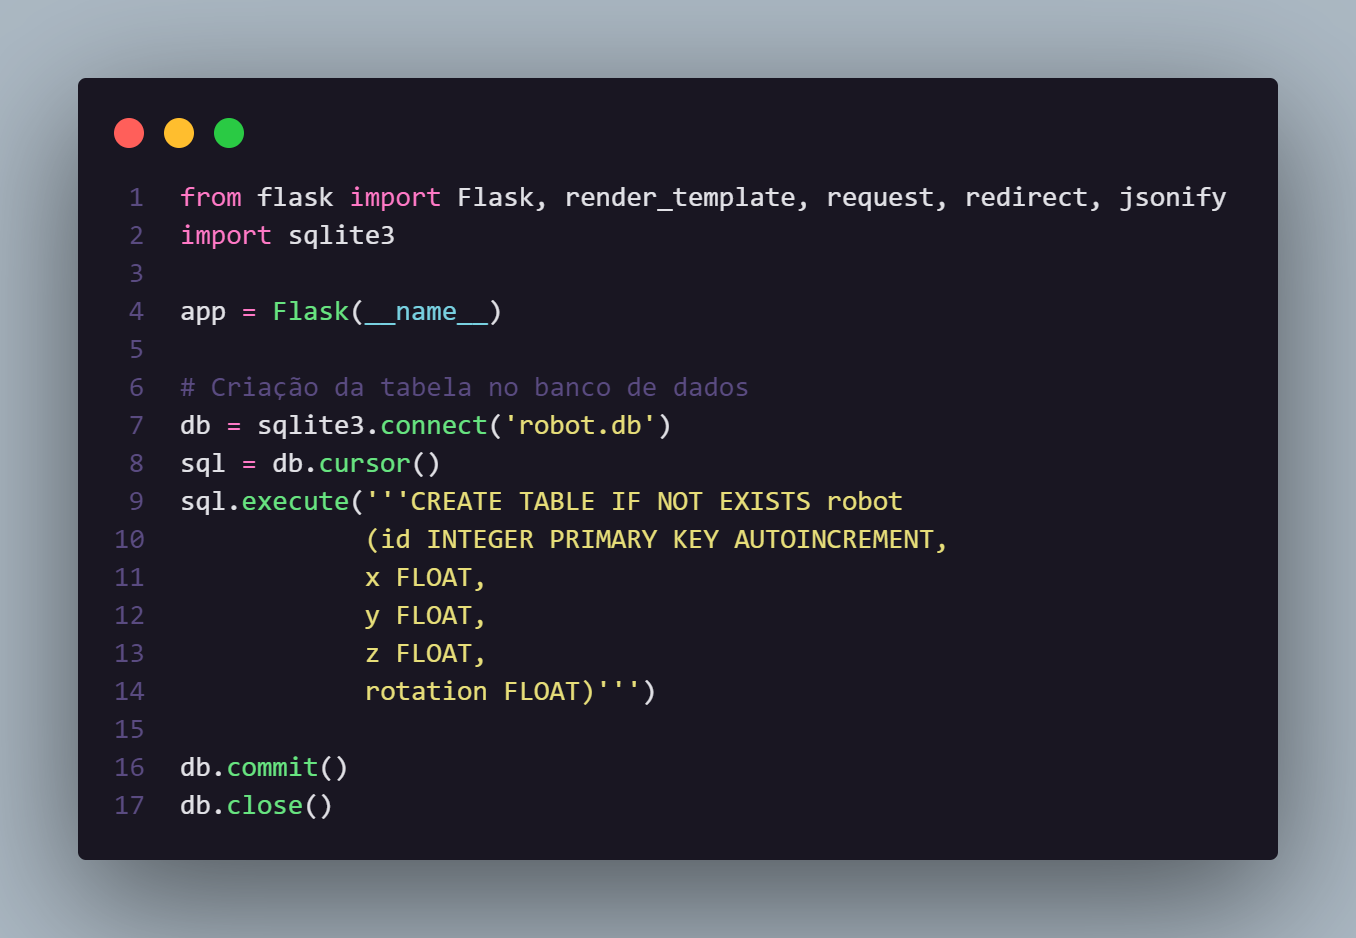 1 from flask import Flask, render_template, request, redirect, jsonify
2 import sqlite3
3
4 app = Flask(__name__)
5
6 # Criação da tabela no banco de dados
7 db = sqlite3.connect('robot.db')
8 sql = db.cursor()
9 sql.execute('''CREATE TABLE IF NOT EXISTS robot
10             (id INTEGER PRIMARY KEY AUTOINCREMENT,
11             x FLOAT,
12             y FLOAT,
13             z FLOAT,
14             rotation FLOAT)''')
15
16 db.commit()
17 db.close()